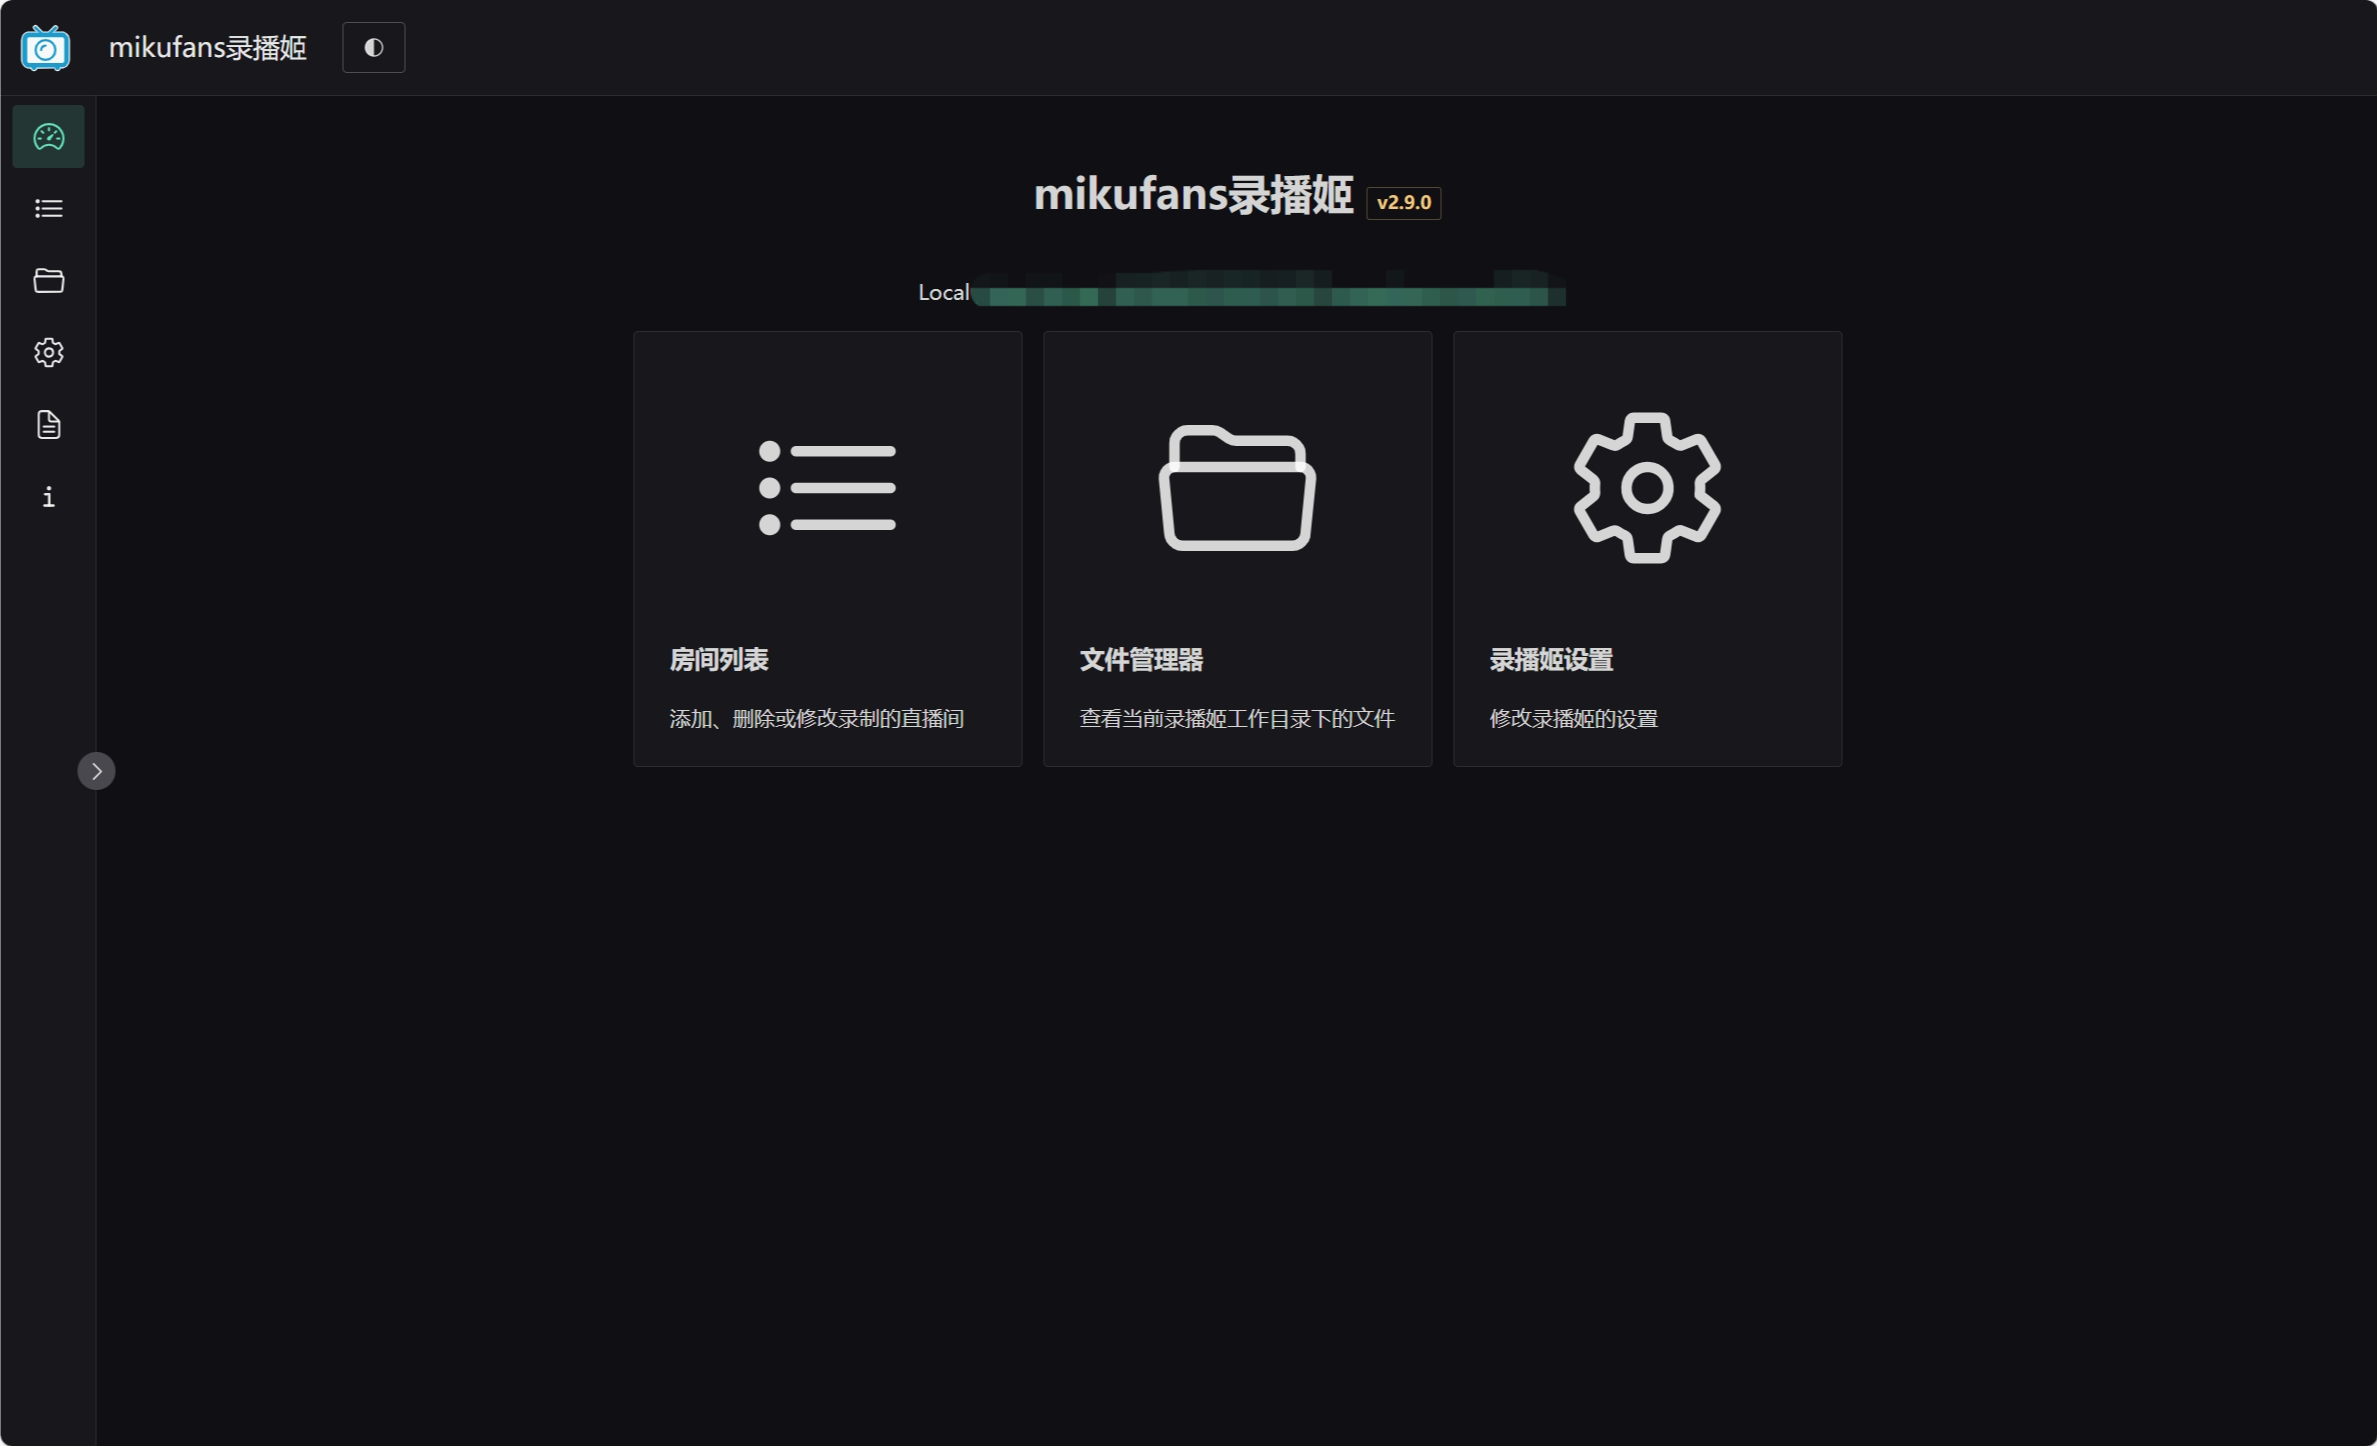 mikufans录播姬
mikufans录播姬 v2.9.0
Local
房间列表
添加、删除或修改录制的直播间
文件管理器
查看当前录播姬工作目录下的文件
录播姬设置
修改录播姬的设置